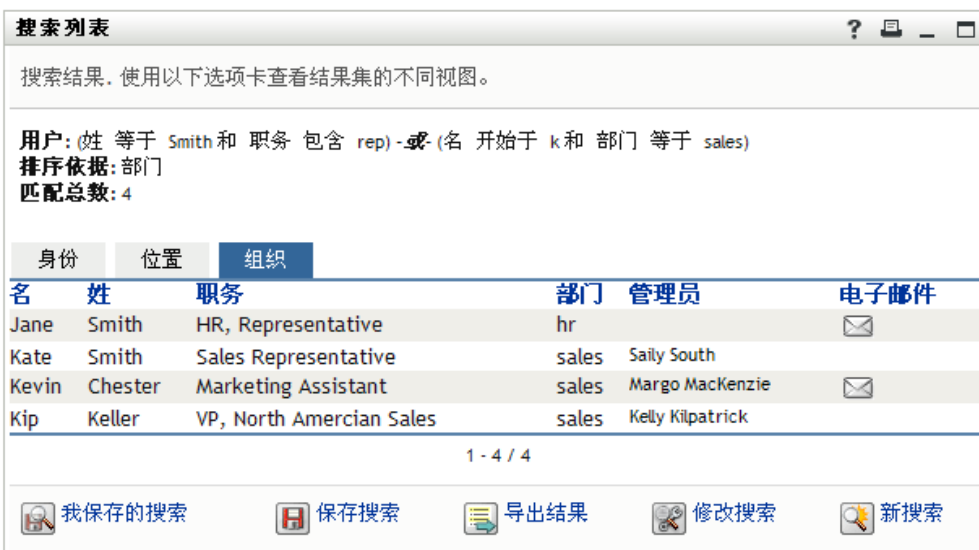 搜索列表 ?
搜索结果. 使用以下选项卡查看结果集的不同视图。
用户: (姓 等于 Smith 和 职务 包含 rep) -或- (名 开始于 k 和 部门 等于 sales)
排序依据: 部门
匹配总数: 4
身份 位置 组织
名 姓 职务 部门 管理员 电子邮件
Jane Smith HR, Representative hr
Kate Smith Sales Representative sales Saily South
Kevin Chester Marketing Assistant sales Margo MacKenzie
Kip Keller VP, North Amercian Sales sales Kelly Kilpatrick
1 - 4 / 4
我保存的搜索 保存搜索 导出结果 修改搜索 新搜索